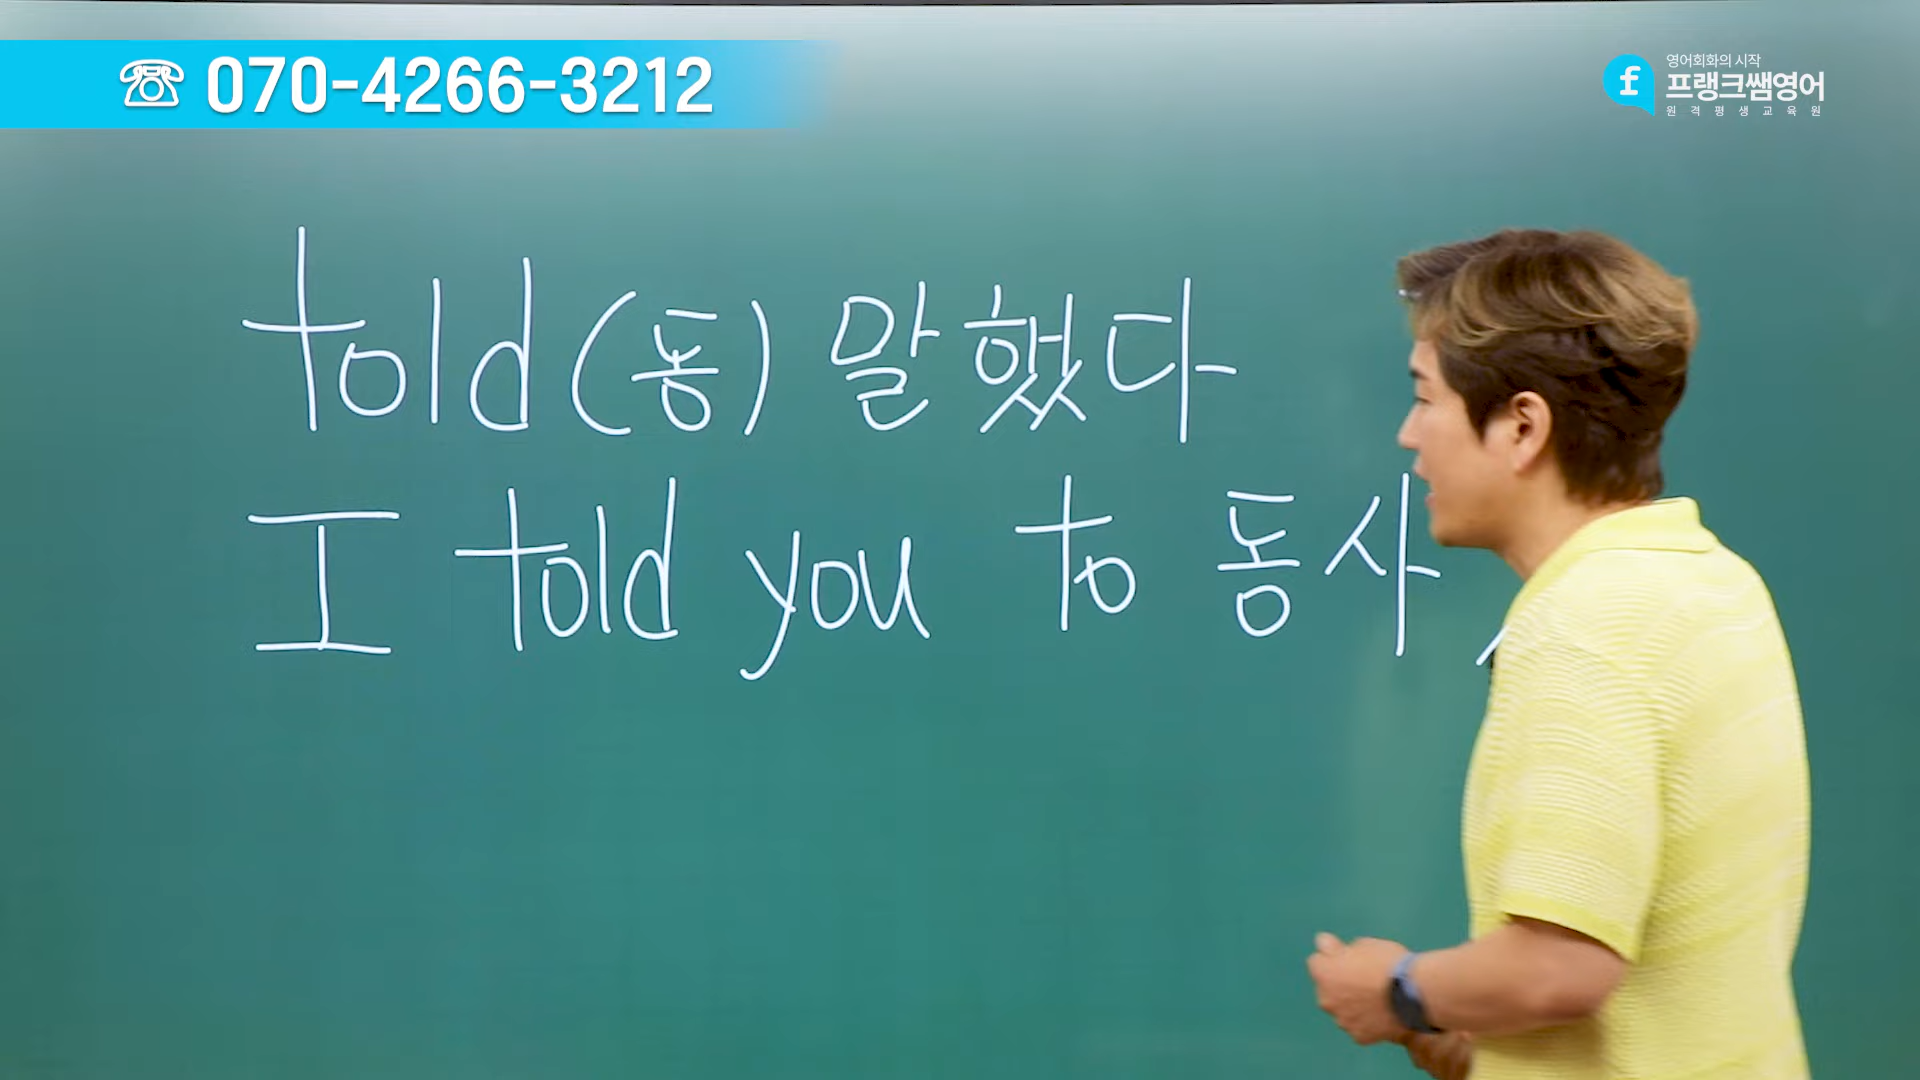 ☏ 070-4266-3212
영어회화의 시작
프랭크쌤영어
원격평생교육원
told (동) 말했다
I told you to 동사